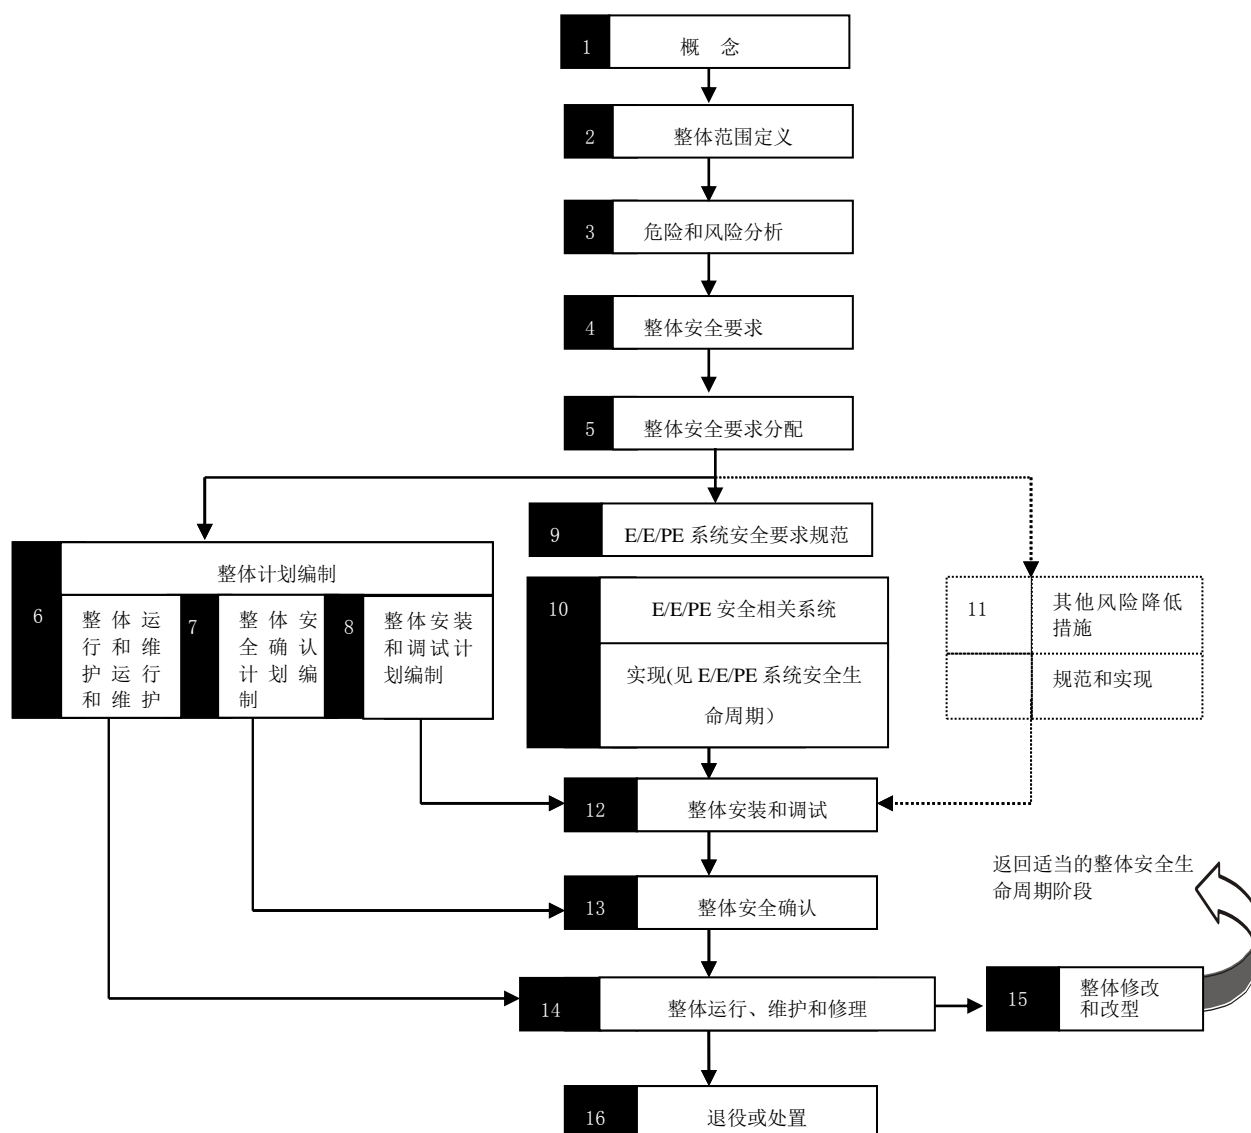 1 概 念
2 整体范围定义
3 危险和风险分析
4 整体安全要求
5 整体安全要求分配
9 E/E/PE 系统安全要求规范
整体计划编制
6
整体运
行和维
护运行
和维护
7
整体安
全确认
计划编
制
8
整体安装
和调试计
划编制
10
E/E/PE 安全相关系统
实现(见 E/E/PE 系统安全生
命周期）
11
其他风险降低
措施
规范和实现
12 整体安装和调试
返回适当的整体安全生
命周期阶段
13 整体安全确认
14 整体运行、维护和修理
15
整体修改
和改型
16 退役或处置